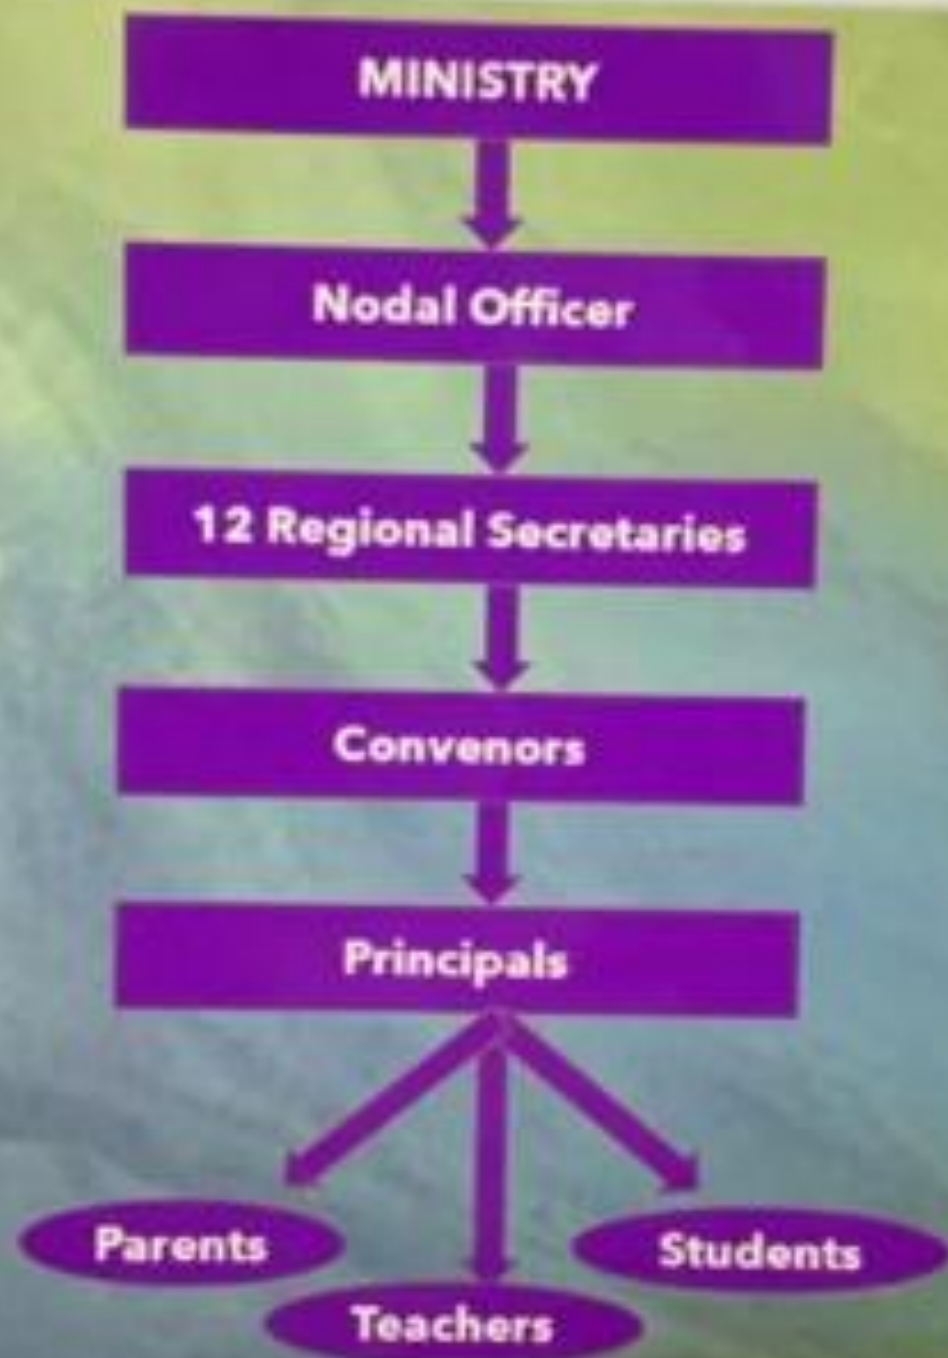 MINISTRY
Nodal Officer
12 Regional Secretaries
Convenors
Principals
Parents
Students
Teachers